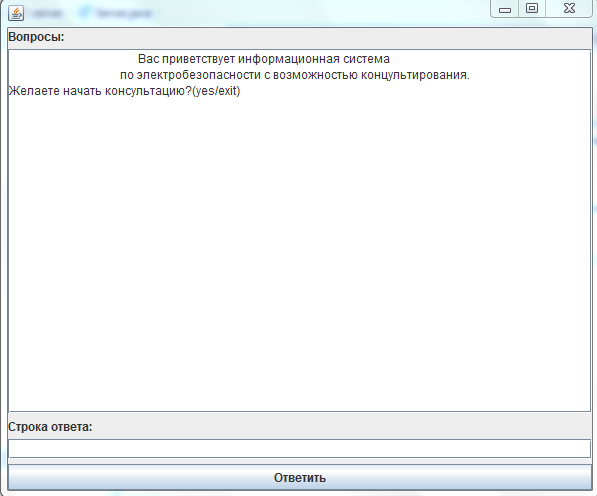 Вопросы:
Вас приветствует информационная система
по электробезопасности с возможностью концультирования.
Желаете начать консультацию?(yes/exit)
Строка ответа:
Ответить